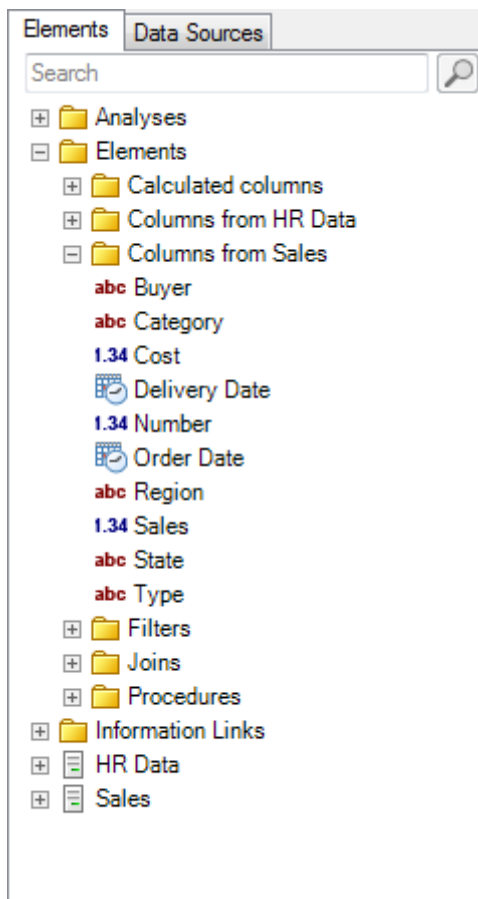 Elements Data Sources
Search
Analyses
Elements
Calculated columns
Columns from HR Data
Columns from Sales
abc Buyer
abc Category
1.34 Cost
Delivery Date
1.34 Number
Order Date
abc Region
1.34 Sales
abc State
abc Type
Filters
Joins
Procedures
Information Links
HR Data
Sales